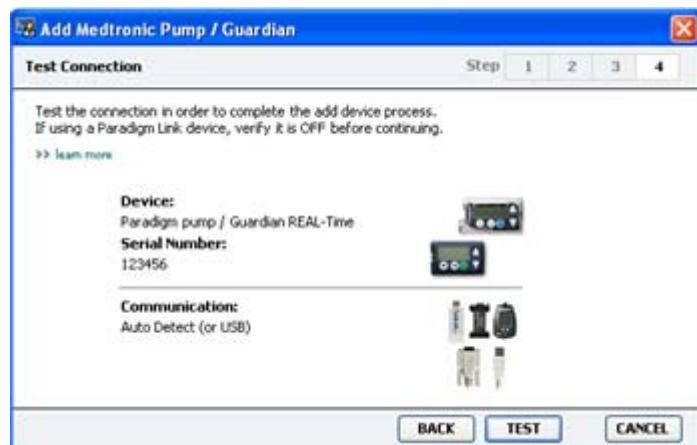 Add Medtronic Pump / Guardian
Test Connection Step 1 2 3 4
Test the connection in order to complete the add device process.
If using a Paradigm Link device, verify it is OFF before continuing.
>> learn more
Device:
Paradigm pump / Guardian REAL-Time
Serial Number:
123456
Communication:
Auto Detect (or USB)
BACK TEST CANCEL